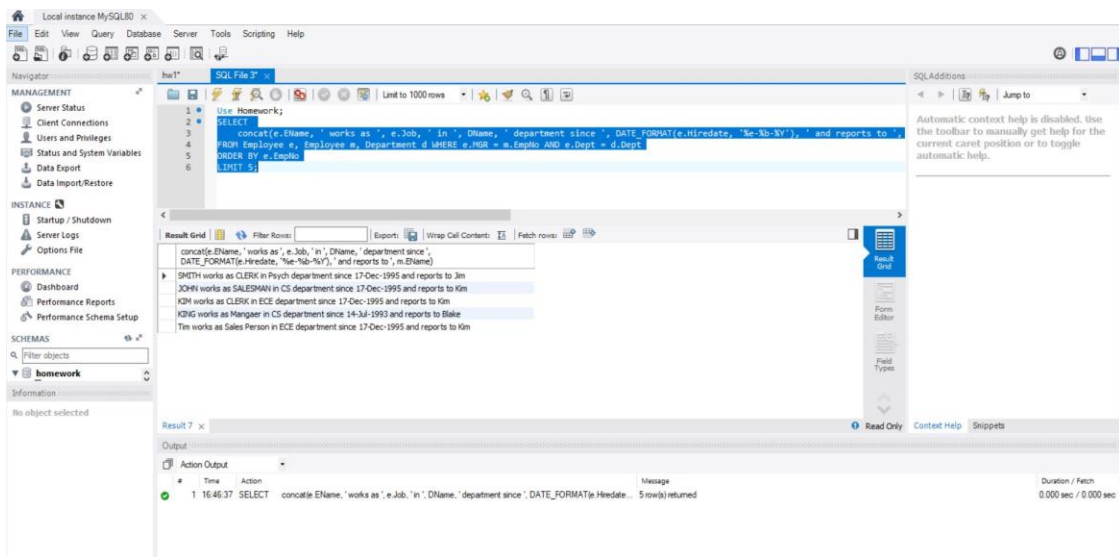 Local instance MySQL80 ×
File Edit View Query Database Server Tools Scripting Help
Navigator
MANAGEMENT
Server Status
Client Connections
Users and Privileges
Status and System Variables
Data Export
Data Import/Restore
INSTANCE
Startup / Shutdown
Server Logs
Options File
PERFORMANCE
Dashboard
Performance Reports
Performance Schema Setup
SCHEMAS
Filter objects
homework
Information
No object selected
hw1* SQL File 3* ×
Limit to 1000 rows
1 Use Homework;
2 SELECT
3 concat(e.EName, ' works as ', e.Job, ' in ', DName, ' department since ', DATE_FORMAT(e.Hiredate, '%e-%b-%Y'), ' and reports to ',
4 FROM Employee e, Employee m, Department d WHERE e.MGR = m.EmpNo AND e.Dept = d.Dept
5 ORDER BY e.EmpNo
6 LIMIT 5;
Result Grid Filter Rows: Export: Wrap Cell Content: Fetch rows:
concat(e.EName, ' works as ', e.Job, ' in ', DName, ' department since ',
DATE_FORMAT(e.Hiredate, '%e-%b-%Y'), ' and reports to ', m.EName)
SMITH works as CLERK in Psych department since 17-Dec-1995 and reports to Jim
JOHN works as SALESMAN in CS department since 17-Dec-1995 and reports to Kim
KIM works as CLERK in ECE department since 17-Dec-1995 and reports to Kim
KING works as Mangaer in CS department since 14-Jul-1993 and reports to Blake
Tim works as Sales Person in ECE department since 17-Dec-1995 and reports to Kim
Result
Grid
Form
Editor
Field
Types
Result 7 ×
Read Only
SQLAdditions
Jump to
Automatic context help is disabled. Use
the toolbar to manually get help for the
current caret position or to toggle
automatic help.
Context Help Snippets
Output
Action Output
# Time Action Message Duration / Fetch
1 16:46:37 SELECT concat(e.EName, ' works as ', e.Job, ' in ', DName, ' department since ', DATE_FORMAT(e.Hiredate... 5 row(s) returned 0.000 sec / 0.000 sec